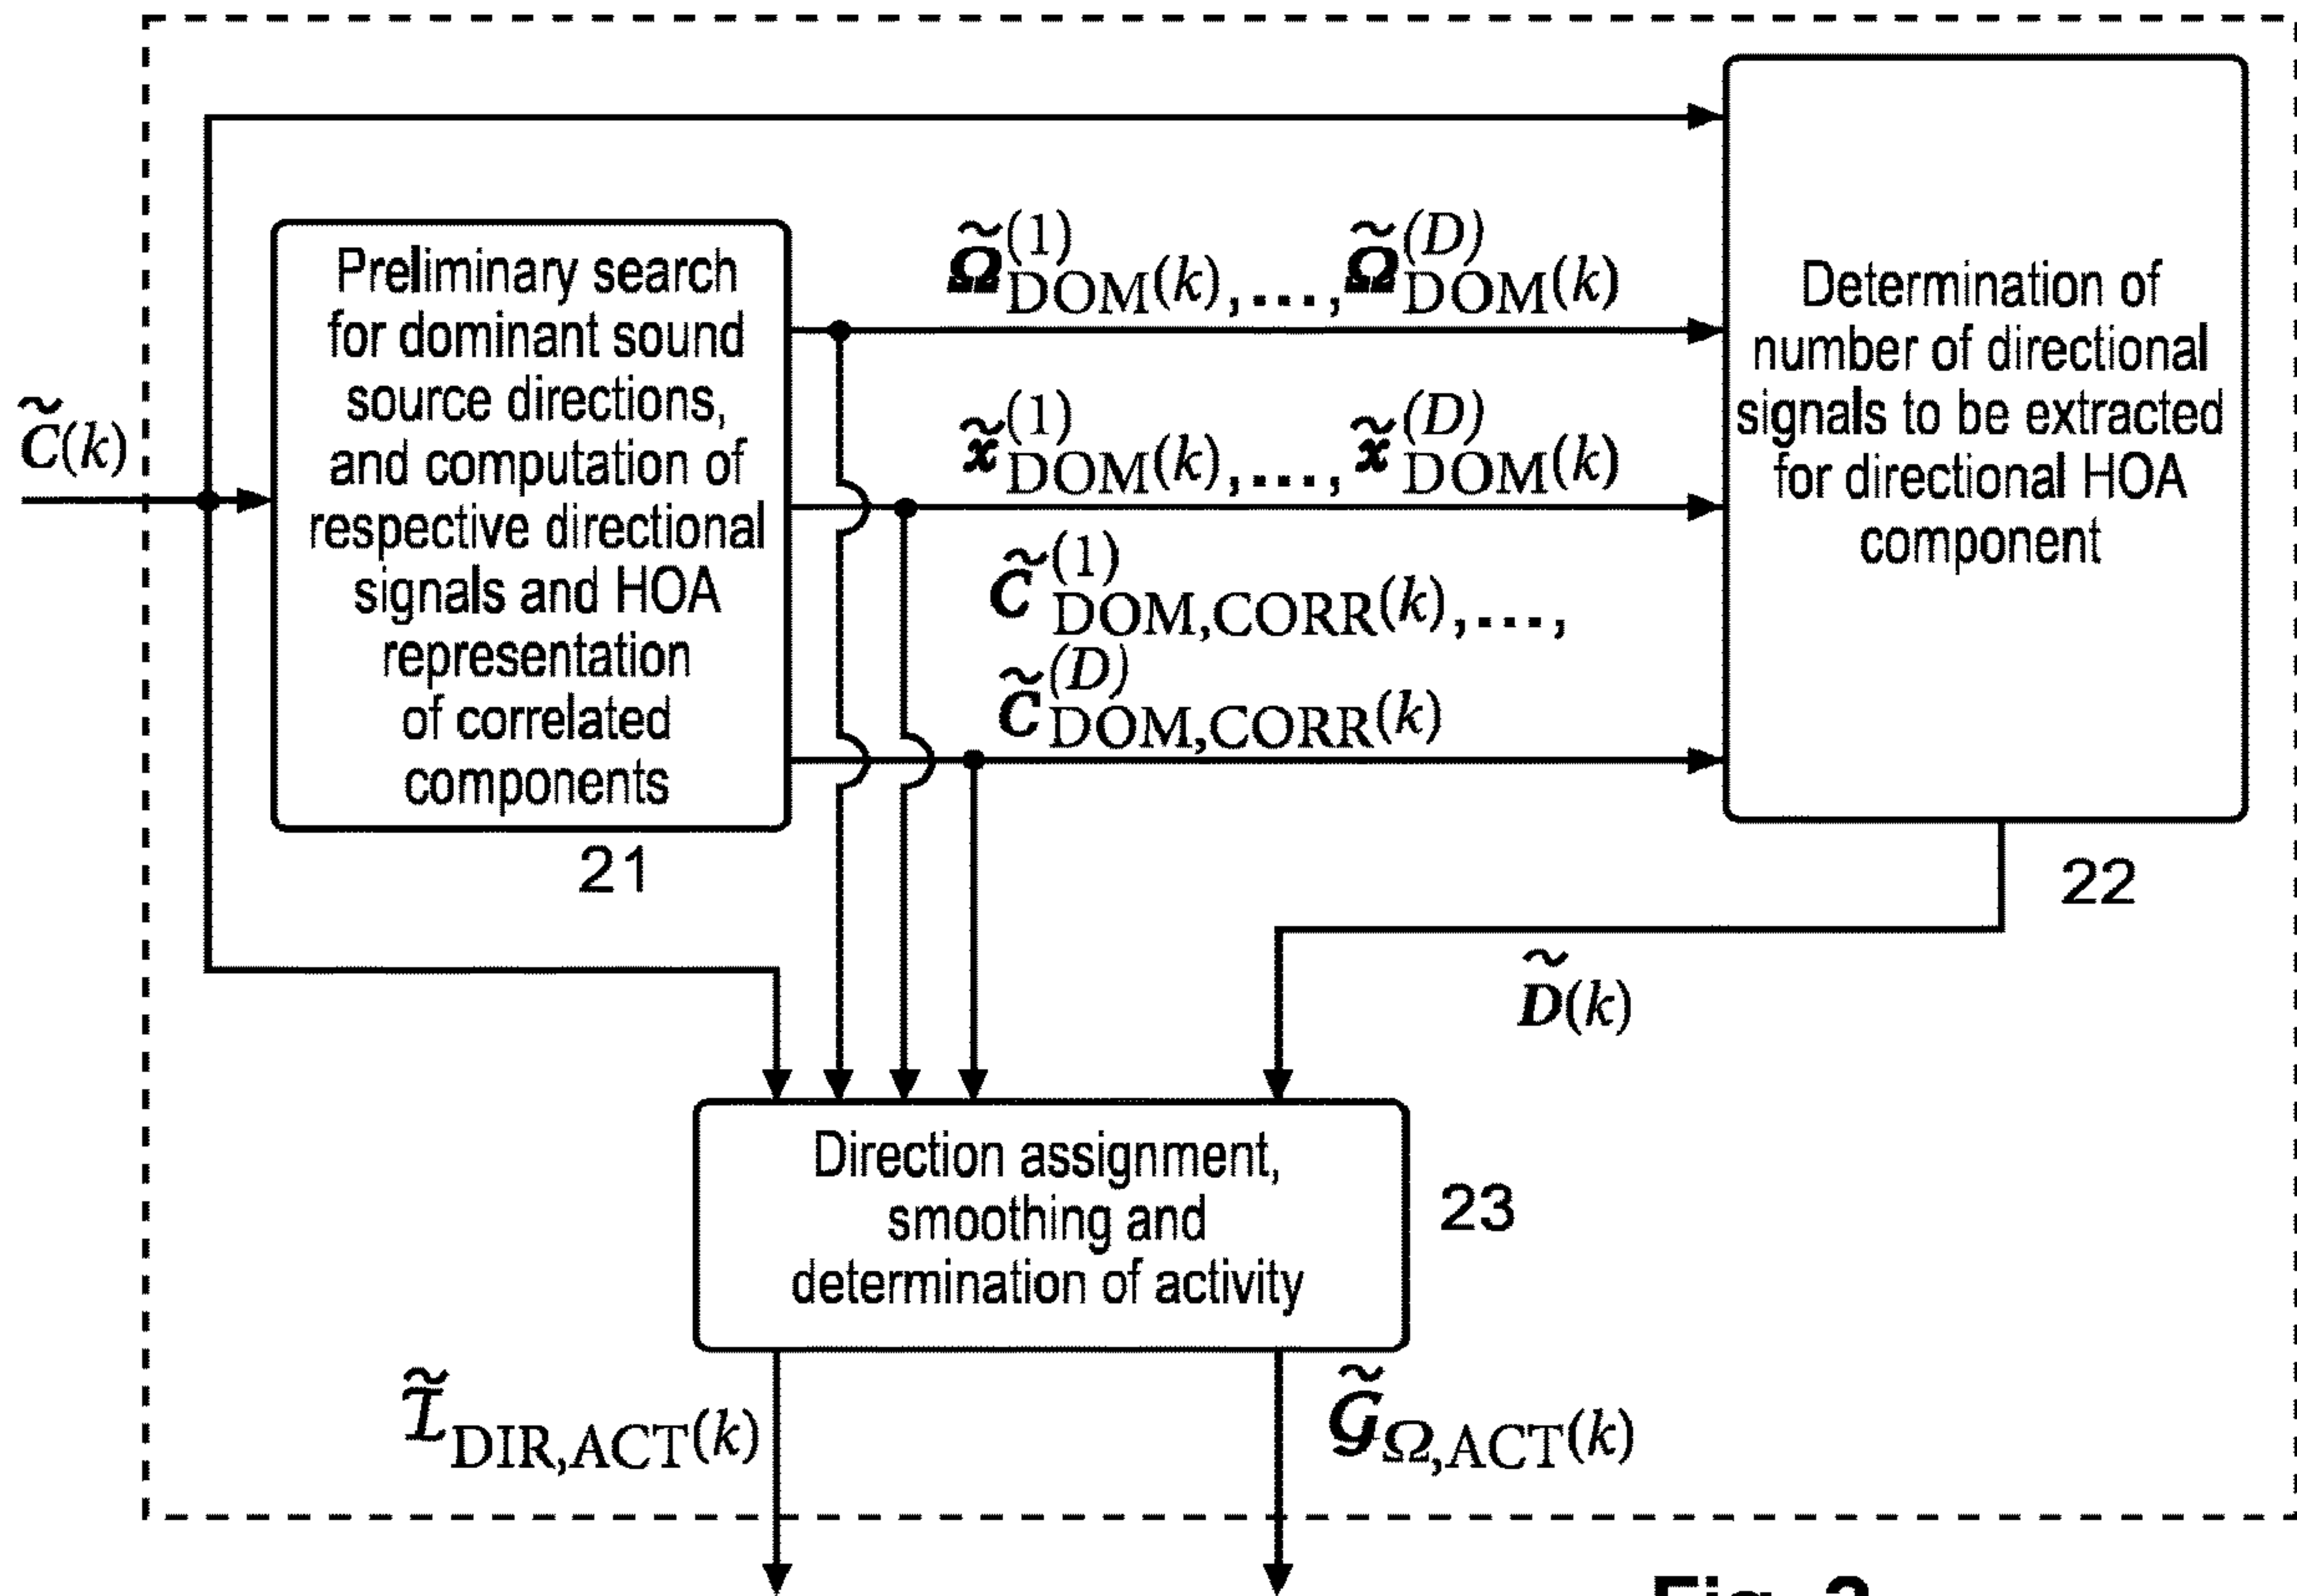 C̃(k)
Preliminary search
for dominant sound
source directions,
and computation of
respective directional
signals and HOA
representation
of correlated
components
21
Ω̃(1)DOM(k),...,Ω̃(D)DOM(k)
x̃(1)DOM(k),...,x̃(D)DOM(k)
C̃(1)DOM,CORR(k),...,
C̃(D)DOM,CORR(k)
Determination of
number of directional
signals to be extracted
for directional HOA
component
22
D̃(k)
Direction assignment,
smoothing and
determination of activity
23
ĨDIR,ACT(k)
G̃Ω,ACT(k)